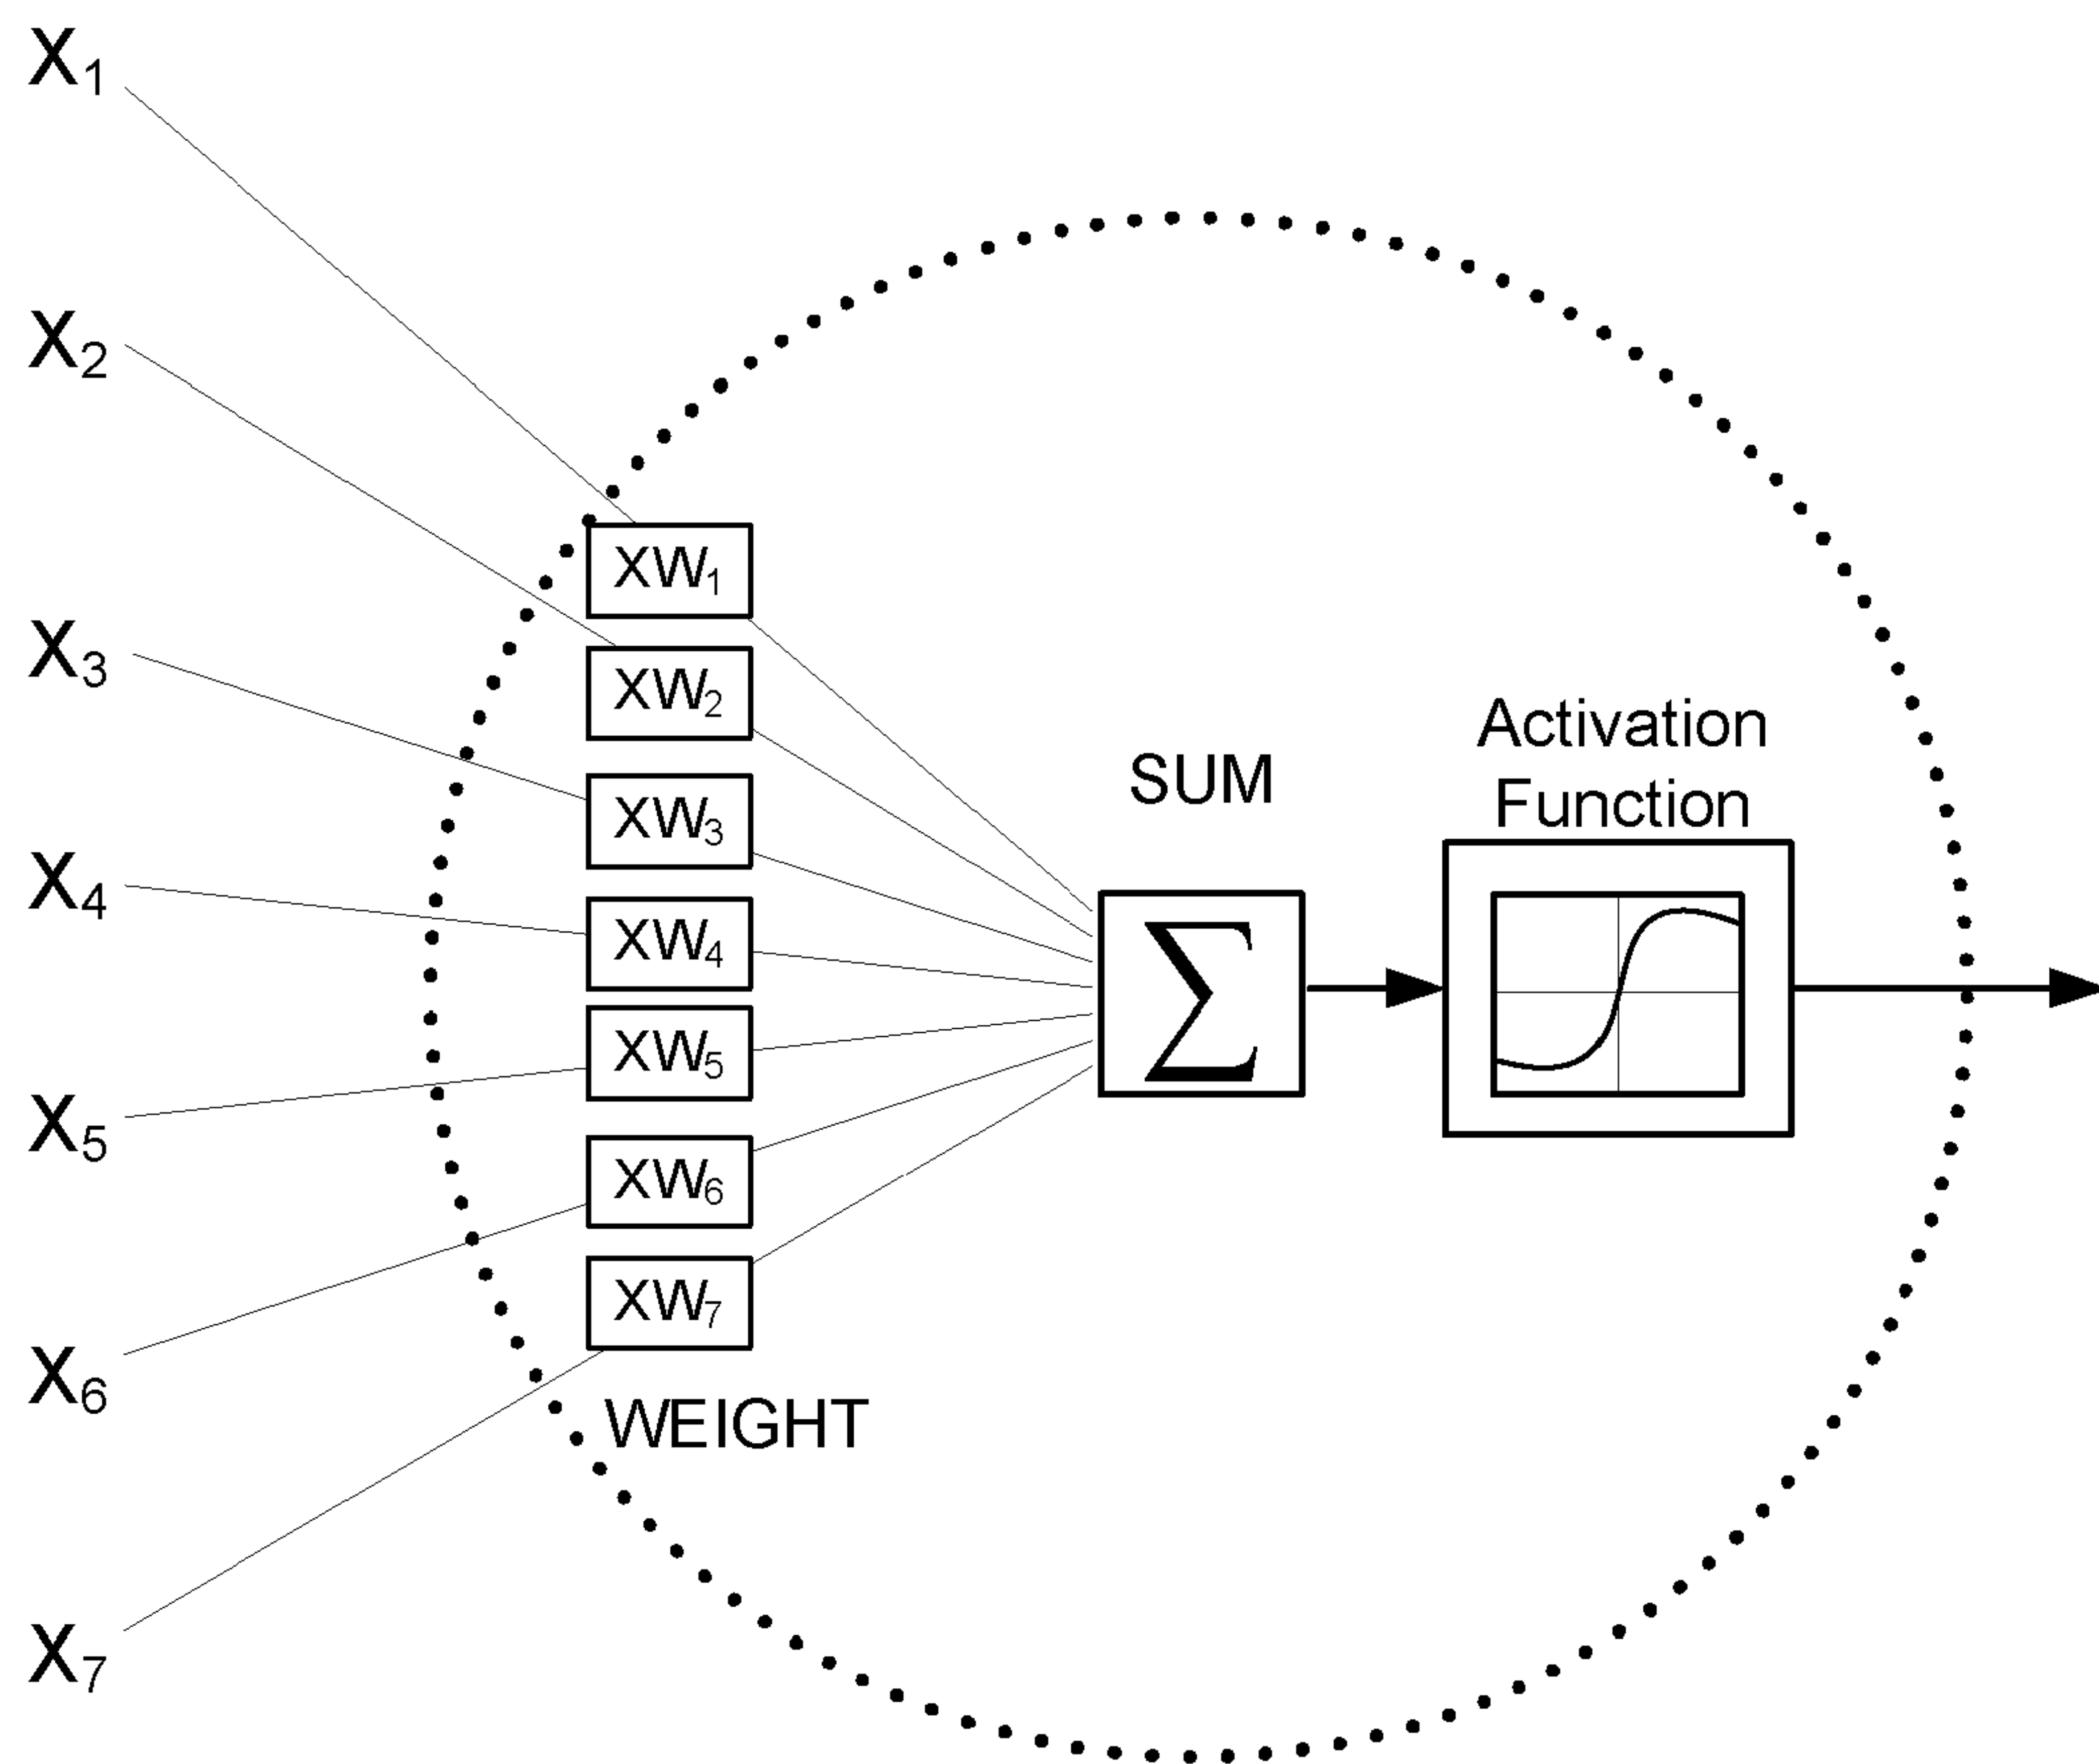 X₁
X₂
X₃
X₄
X₅
X₆
X₇
xw₁
xw₂
xw₃
xw₄
xw₅
xw₆
xw₇
WEIGHT
SUM
Σ
Activation
Function